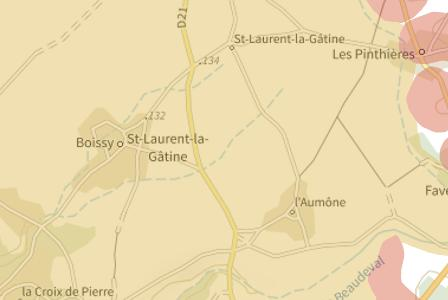 D21
St-Laurent-la-Gâtine
Les Pinthières
134
132
Boissy
St-Laurent-la-
Gâtine
l'Aumône
Fave
Beaudeval
la Croix de Pierre